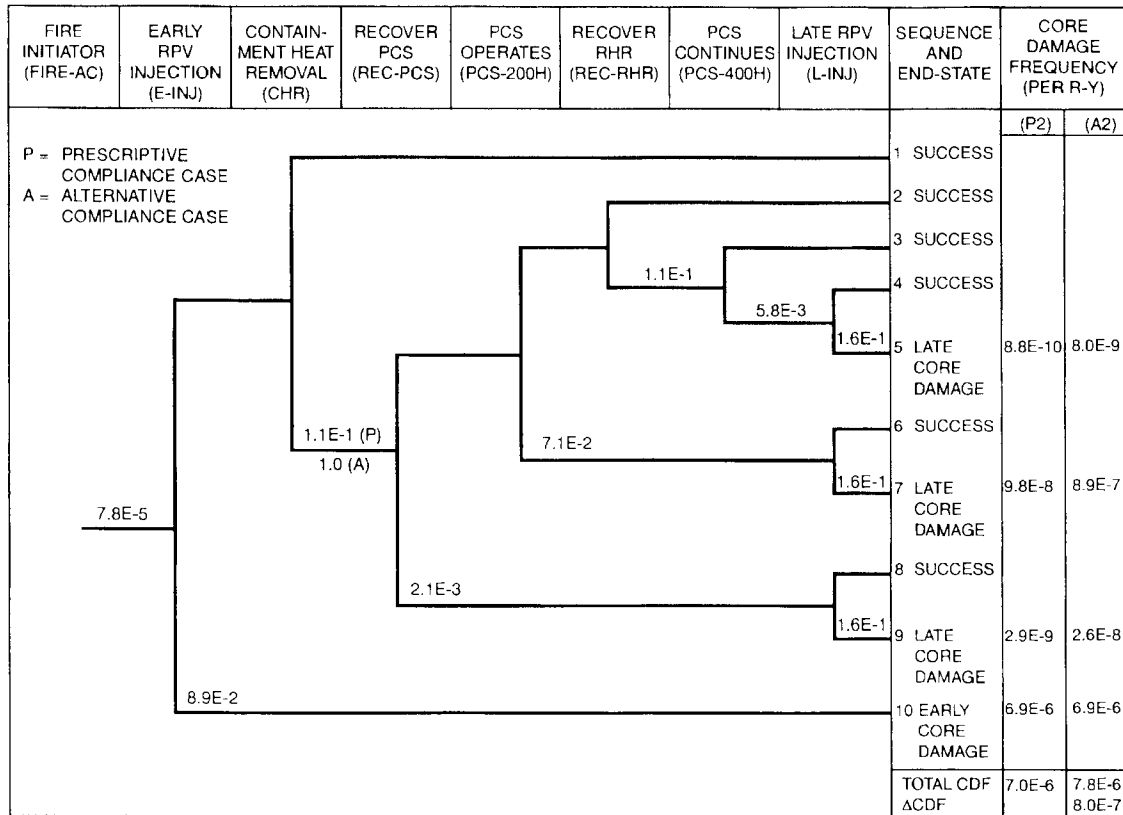 FIRE
INITIATOR
(FIRE-AC)
EARLY
RPV
INJECTION
(E-INJ)
CONTAIN-
MENT HEAT
REMOVAL
(CHR)
RECOVER
PCS
(REC-PCS)
PCS
OPERATES
(PCS-200H)
RECOVER
RHR
(REC-RHR)
PCS
CONTINUES
(PCS-400H)
LATE RPV
INJECTION
(L-INJ)
SEQUENCE
AND
END-STATE
CORE
DAMAGE
FREQUENCY
(PER R-Y)
(P2)
(A2)
P = PRESCRIPTIVE
COMPLIANCE CASE
A = ALTERNATIVE
COMPLIANCE CASE
1 SUCCESS
2 SUCCESS
3 SUCCESS
1.1E-1
4 SUCCESS
5.8E-3
1.6E-1
5 LATE
CORE
DAMAGE
8.8E-10
8.0E-9
1.1E-1 (P)
1.0 (A)
6 SUCCESS
7.1E-2
1.6E-1
7 LATE
CORE
DAMAGE
9.8E-8
8.9E-7
7.8E-5
8 SUCCESS
2.1E-3
1.6E-1
9 LATE
CORE
DAMAGE
2.9E-9
2.6E-8
8.9E-2
10 EARLY
CORE
DAMAGE
6.9E-6
6.9E-6
TOTAL CDF
7.0E-6
7.8E-6
ΔCDF
8.0E-7